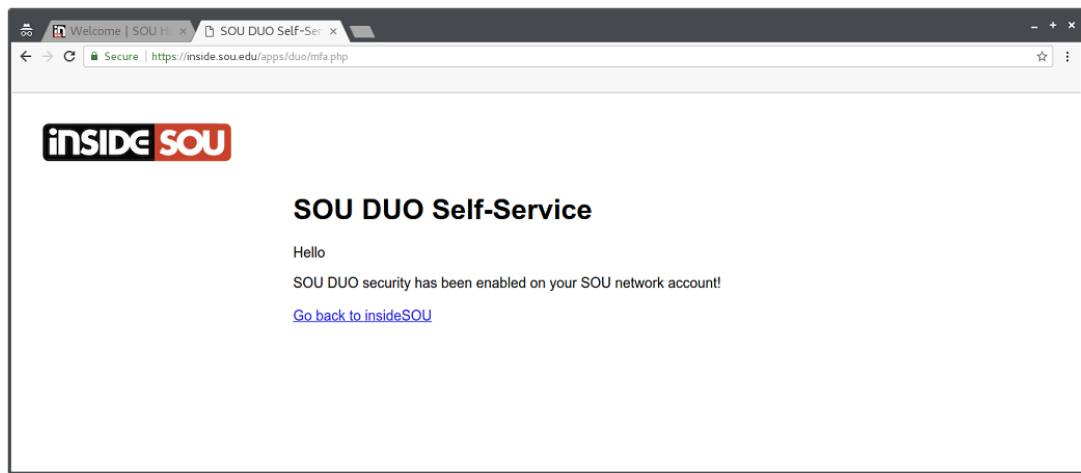 Welcome | SOU H
SOU DUO Self-Ser
Secure | https://inside.sou.edu/apps/duo/mfa.php
inSIDE SOU
SOU DUO Self-Service
Hello
SOU DUO security has been enabled on your SOU network account!
Go back to insideSOU